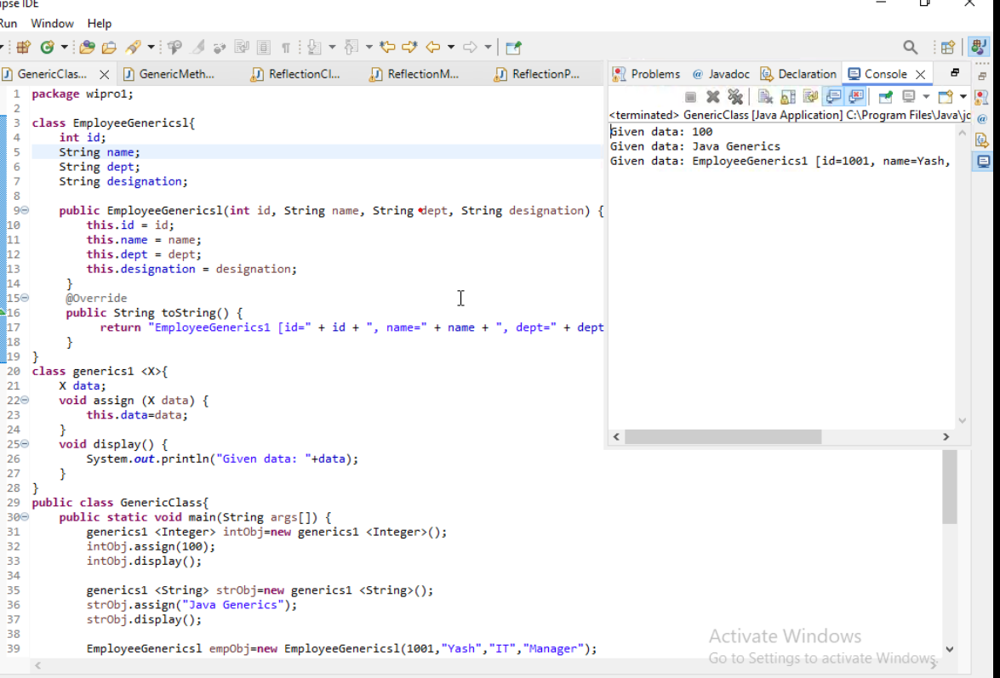 ipse IDE
Run Window Help
GenericClas... GenericMeth... ReflectionCl... ReflectionM... ReflectionP...
Problems @ Javadoc Declaration Console
<terminated> GenericClass [Java Application] C:\Program Files\Java\jd
Given data: 100
Given data: Java Generics
Given data: EmployeeGenerics1 [id=1001, name=Yash,
1 package wipro1;
2
3 class EmployeeGenericsl{
4 int id;
5 String name;
6 String dept;
7 String designation;
8
9 public EmployeeGenericsl(int id, String name, String dept, String designation) {
10 this.id = id;
11 this.name = name;
12 this.dept = dept;
13 this.designation = designation;
14 }
15 @Override
16 public String toString() {
17 return "EmployeeGenerics1 [id=" + id + ", name=" + name + ", dept=" + dept
18 }
19 }
20 class generics1 <X>{
21 X data;
22 void assign (X data) {
23 this.data=data;
24 }
25 void display() {
26 System.out.println("Given data: "+data);
27 }
28 }
29 public class GenericClass{
30 public static void main(String args[]) {
31 generics1 <Integer> intObj=new generics1 <Integer>();
32 intObj.assign(100);
33 intObj.display();
34
35 generics1 <String> strObj=new generics1 <String>();
36 strObj.assign("Java Generics");
37 strObj.display();
38
39 EmployeeGenericsl empObj=new EmployeeGenericsl(1001,"Yash","IT","Manager");
Activate Windows
Go to Settings to activate Windows.